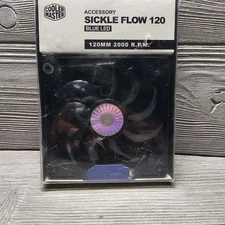 COOLER
MASTER
ACCESSORY
SICKLE FLOW 120
BLUE LED
120MM 2000 R.P.M.